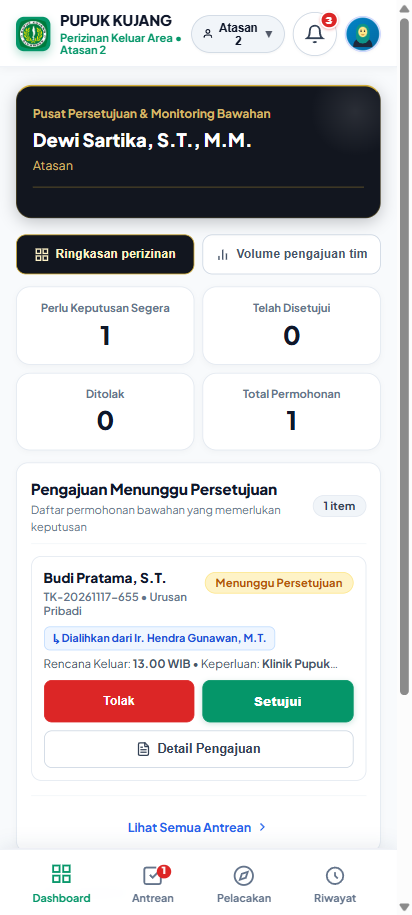 PUPUK KUJANG
Perizinan Keluar Area •
Atasan 2
Atasan
2
3
Pusat Persetujuan & Monitoring Bawahan
Dewi Sartika, S.T., M.M.
Atasan
Ringkasan perizinan
Volume pengajuan tim
Perlu Keputusan Segera
1
Telah Disetujui
0
Ditolak
0
Total Permohonan
1
Pengajuan Menunggu Persetujuan
Daftar permohonan bawahan yang memerlukan
keputusan
1 item
Budi Pratama, S.T.
TK-20261117-655 • Urusan
Pribadi
Menunggu Persetujuan
↳ Dialihkan dari Ir. Hendra Gunawan, M.T.
Rencana Keluar: 13.00 WIB • Keperluan: Klinik Pupuk...
Tolak
Setujui
Detail Pengajuan
Lihat Semua Antrean
Dashboard
1
Antrean
Pelacakan
Riwayat